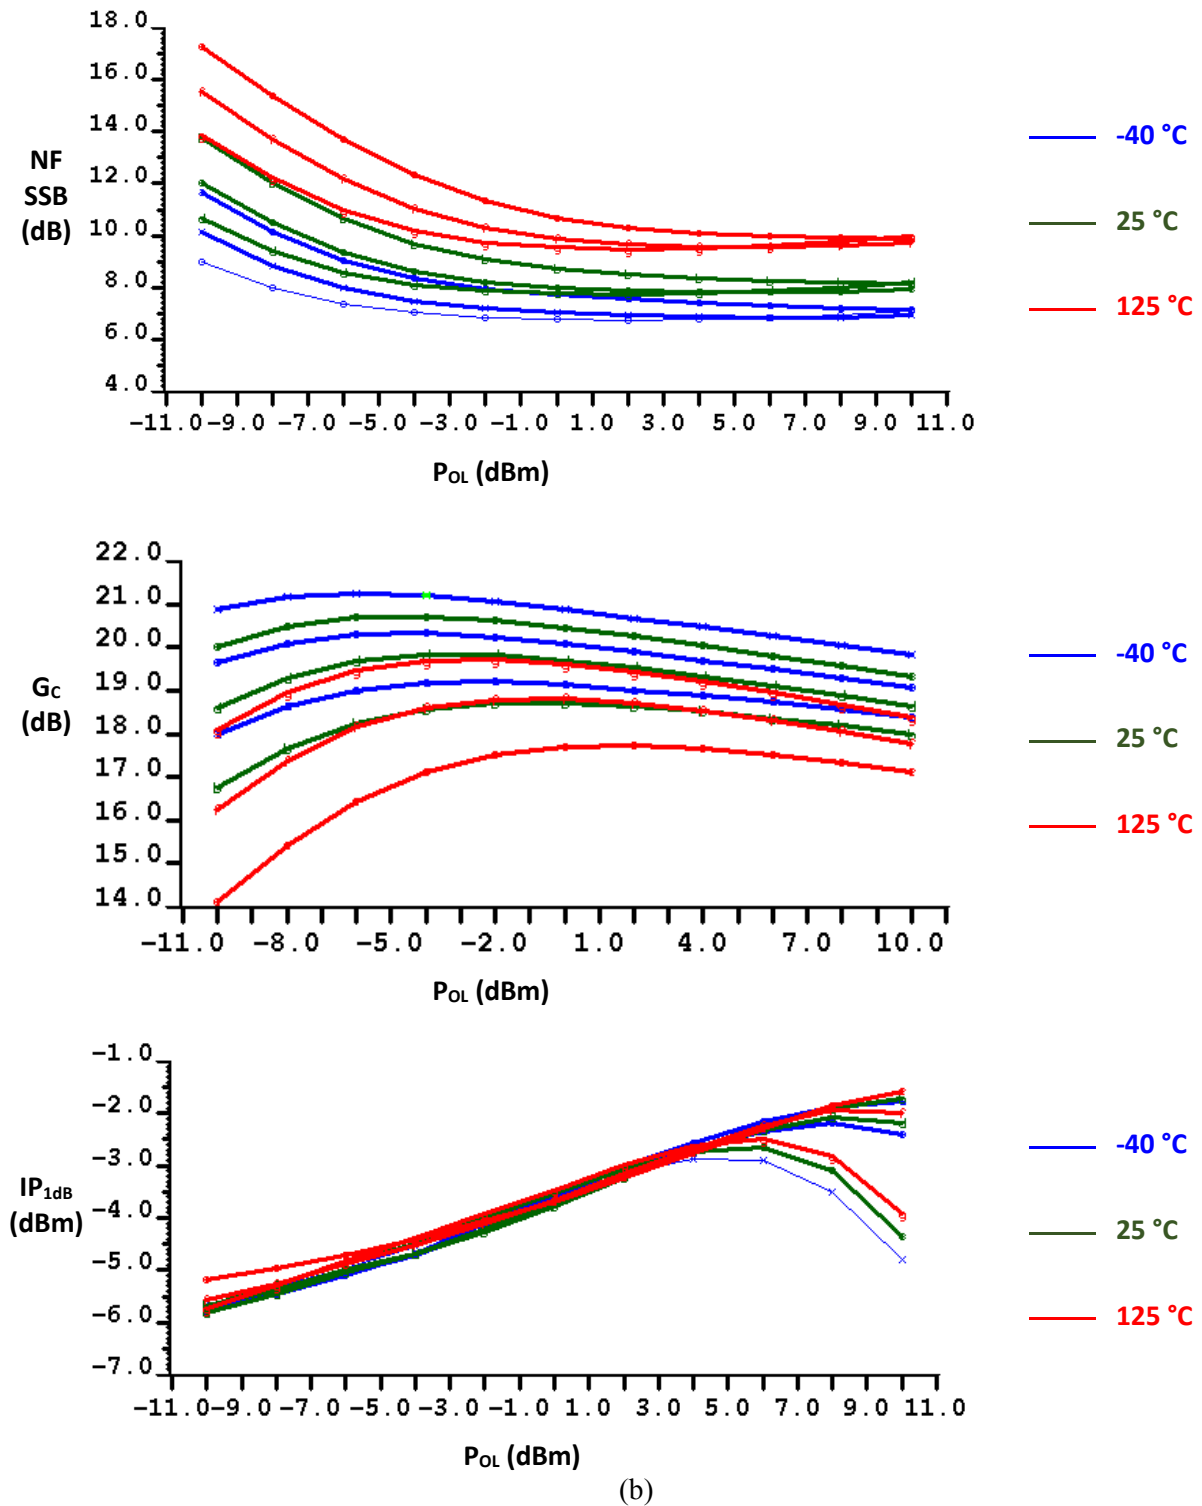 18.0
16.0
14.0
12.0
10.0
8.0
6.0
4.0
NF
SSB
(dB)
-11.0 -9.0 -7.0 -5.0 -3.0 -1.0 1.0 3.0 5.0 7.0 9.0 11.0
P_OL (dBm)
-40 °C
25 °C
125 °C
22.0
21.0
20.0
19.0
18.0
17.0
16.0
15.0
14.0
G_C
(dB)
-11.0 -8.0 -5.0 -2.0 1.0 4.0 7.0 10.0
P_OL (dBm)
-40 °C
25 °C
125 °C
-1.0
-2.0
-3.0
-4.0
-5.0
-6.0
-7.0
IP_1dB
(dBm)
-11.0 -9.0 -7.0 -5.0 -3.0 -1.0 1.0 3.0 5.0 7.0 9.0 11.0
P_OL (dBm)
-40 °C
25 °C
125 °C
(b)